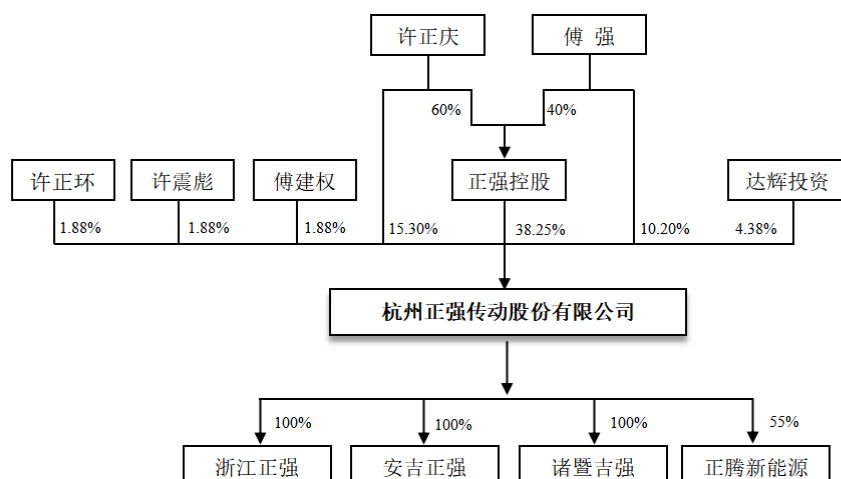 许正庆
傅 强
60%
40%
许正环
许震彪
傅建权
正强控股
达辉投资
1.88%
1.88%
1.88%
15.30%
38.25%
10.20%
4.38%
杭州正强传动股份有限公司
100%
100%
100%
55%
浙江正强
安吉正强
诸暨吉强
正腾新能源